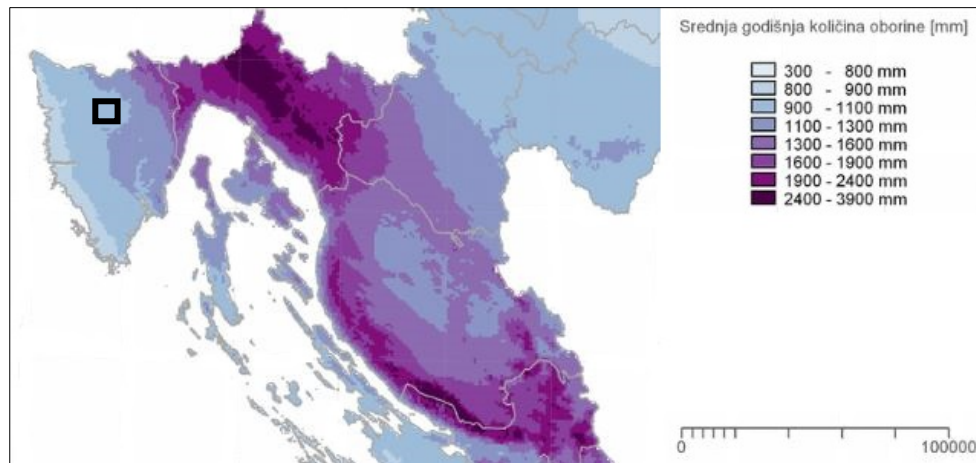 Srednja godišnja količina oborine [mm]
300 - 800 mm
800 - 900 mm
900 - 1100 mm
1100 - 1300 mm
1300 - 1600 mm
1600 - 1900 mm
1900 - 2400 mm
2400 - 3900 mm
0 100000